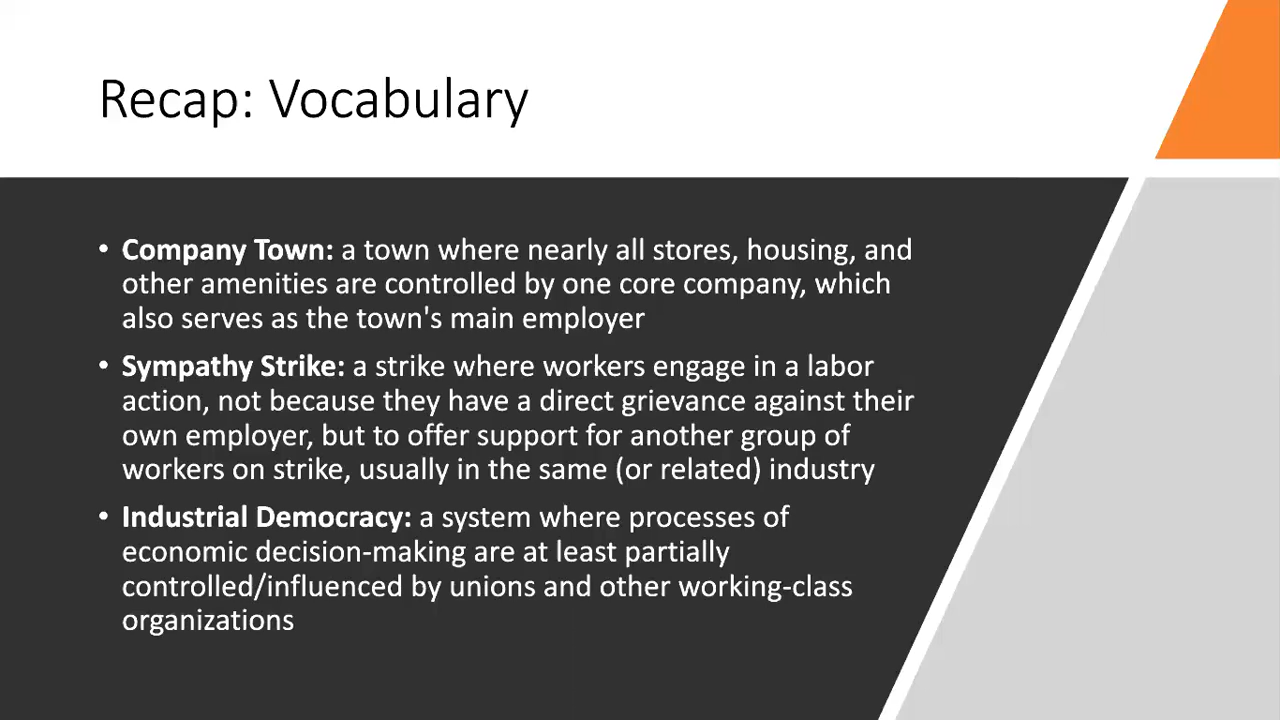 Recap: Vocabulary
• Company Town: a town where nearly all stores, housing, and
other amenities are controlled by one core company, which
also serves as the town's main employer
• Sympathy Strike: a strike where workers engage in a labor
action, not because they have a direct grievance against their
own employer, but to offer support for another group of
workers on strike, usually in the same (or related) industry
• Industrial Democracy: a system where processes of
economic decision-making are at least partially
controlled/influenced by unions and other working-class
organizations